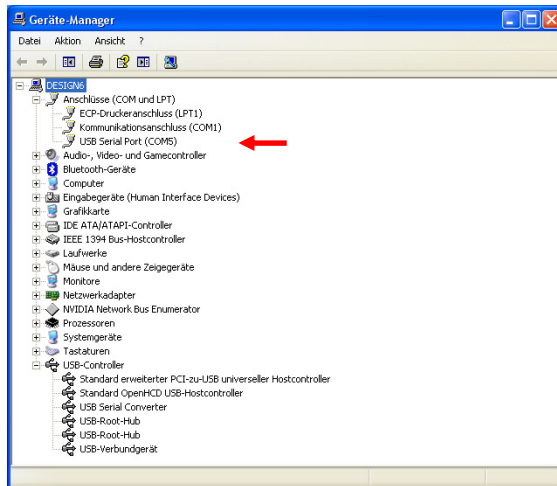 Geräte-Manager
Datei Aktion Ansicht ?
DESIGN6
Anschlüsse (COM und LPT)
ECP-Druckeranschluss (LPT1)
Kommunikationsanschluss (COM1)
USB Serial Port (COM5)
Audio-, Video- und Gamecontroller
Bluetooth-Geräte
Computer
Eingabegeräte (Human Interface Devices)
Grafikkarte
IDE ATA/ATAPI-Controller
IEEE 1394 Bus-Hostcontroller
Laufwerke
Mäuse und andere Zeigegeräte
Monitore
Netzwerkadapter
NVIDIA Network Bus Enumerator
Prozessoren
Systemgeräte
Tastaturen
USB-Controller
Standard erweiterter PCI-zu-USB universeller Hostcontroller
Standard OpenHCD USB-Hostcontroller
USB Serial Converter
USB-Root-Hub
USB-Root-Hub
USB-Verbundgerät